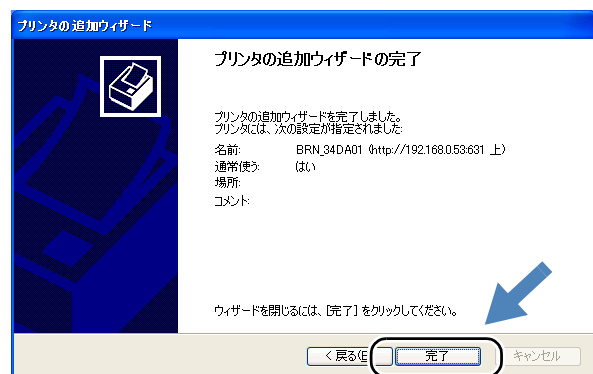 プリンタの追加ウィザード
プリンタの追加ウィザードの完了
プリンタの追加ウィザードを完了しました。
プリンタには、次の設定が指定されました:
名前: BRN_34DA01 (http://192.168.0.53:631 上)
通常使う: はい
場所:
コメント:
ウィザードを閉じるには、[完了] をクリックしてください。
< 戻る(B
完了
キャンセル